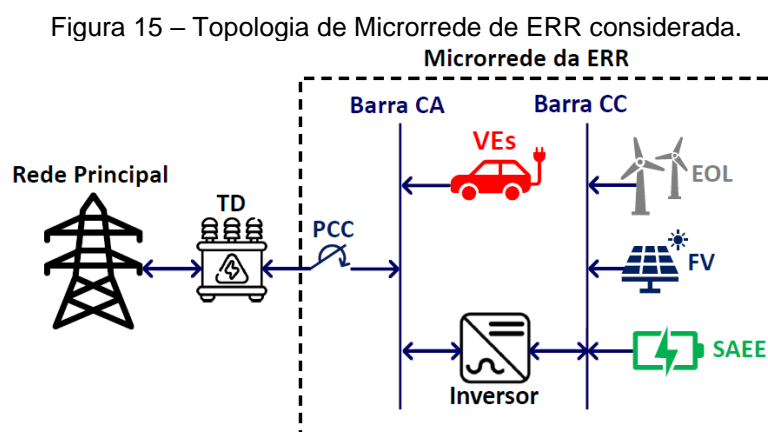 Figura 15 – Topologia de Microrrede de ERR considerada.
Microrrede da ERR
Barra CA
Barra CC
VEs
EOL
Rede Principal
TD
PCC
FV
SAEE
Inversor